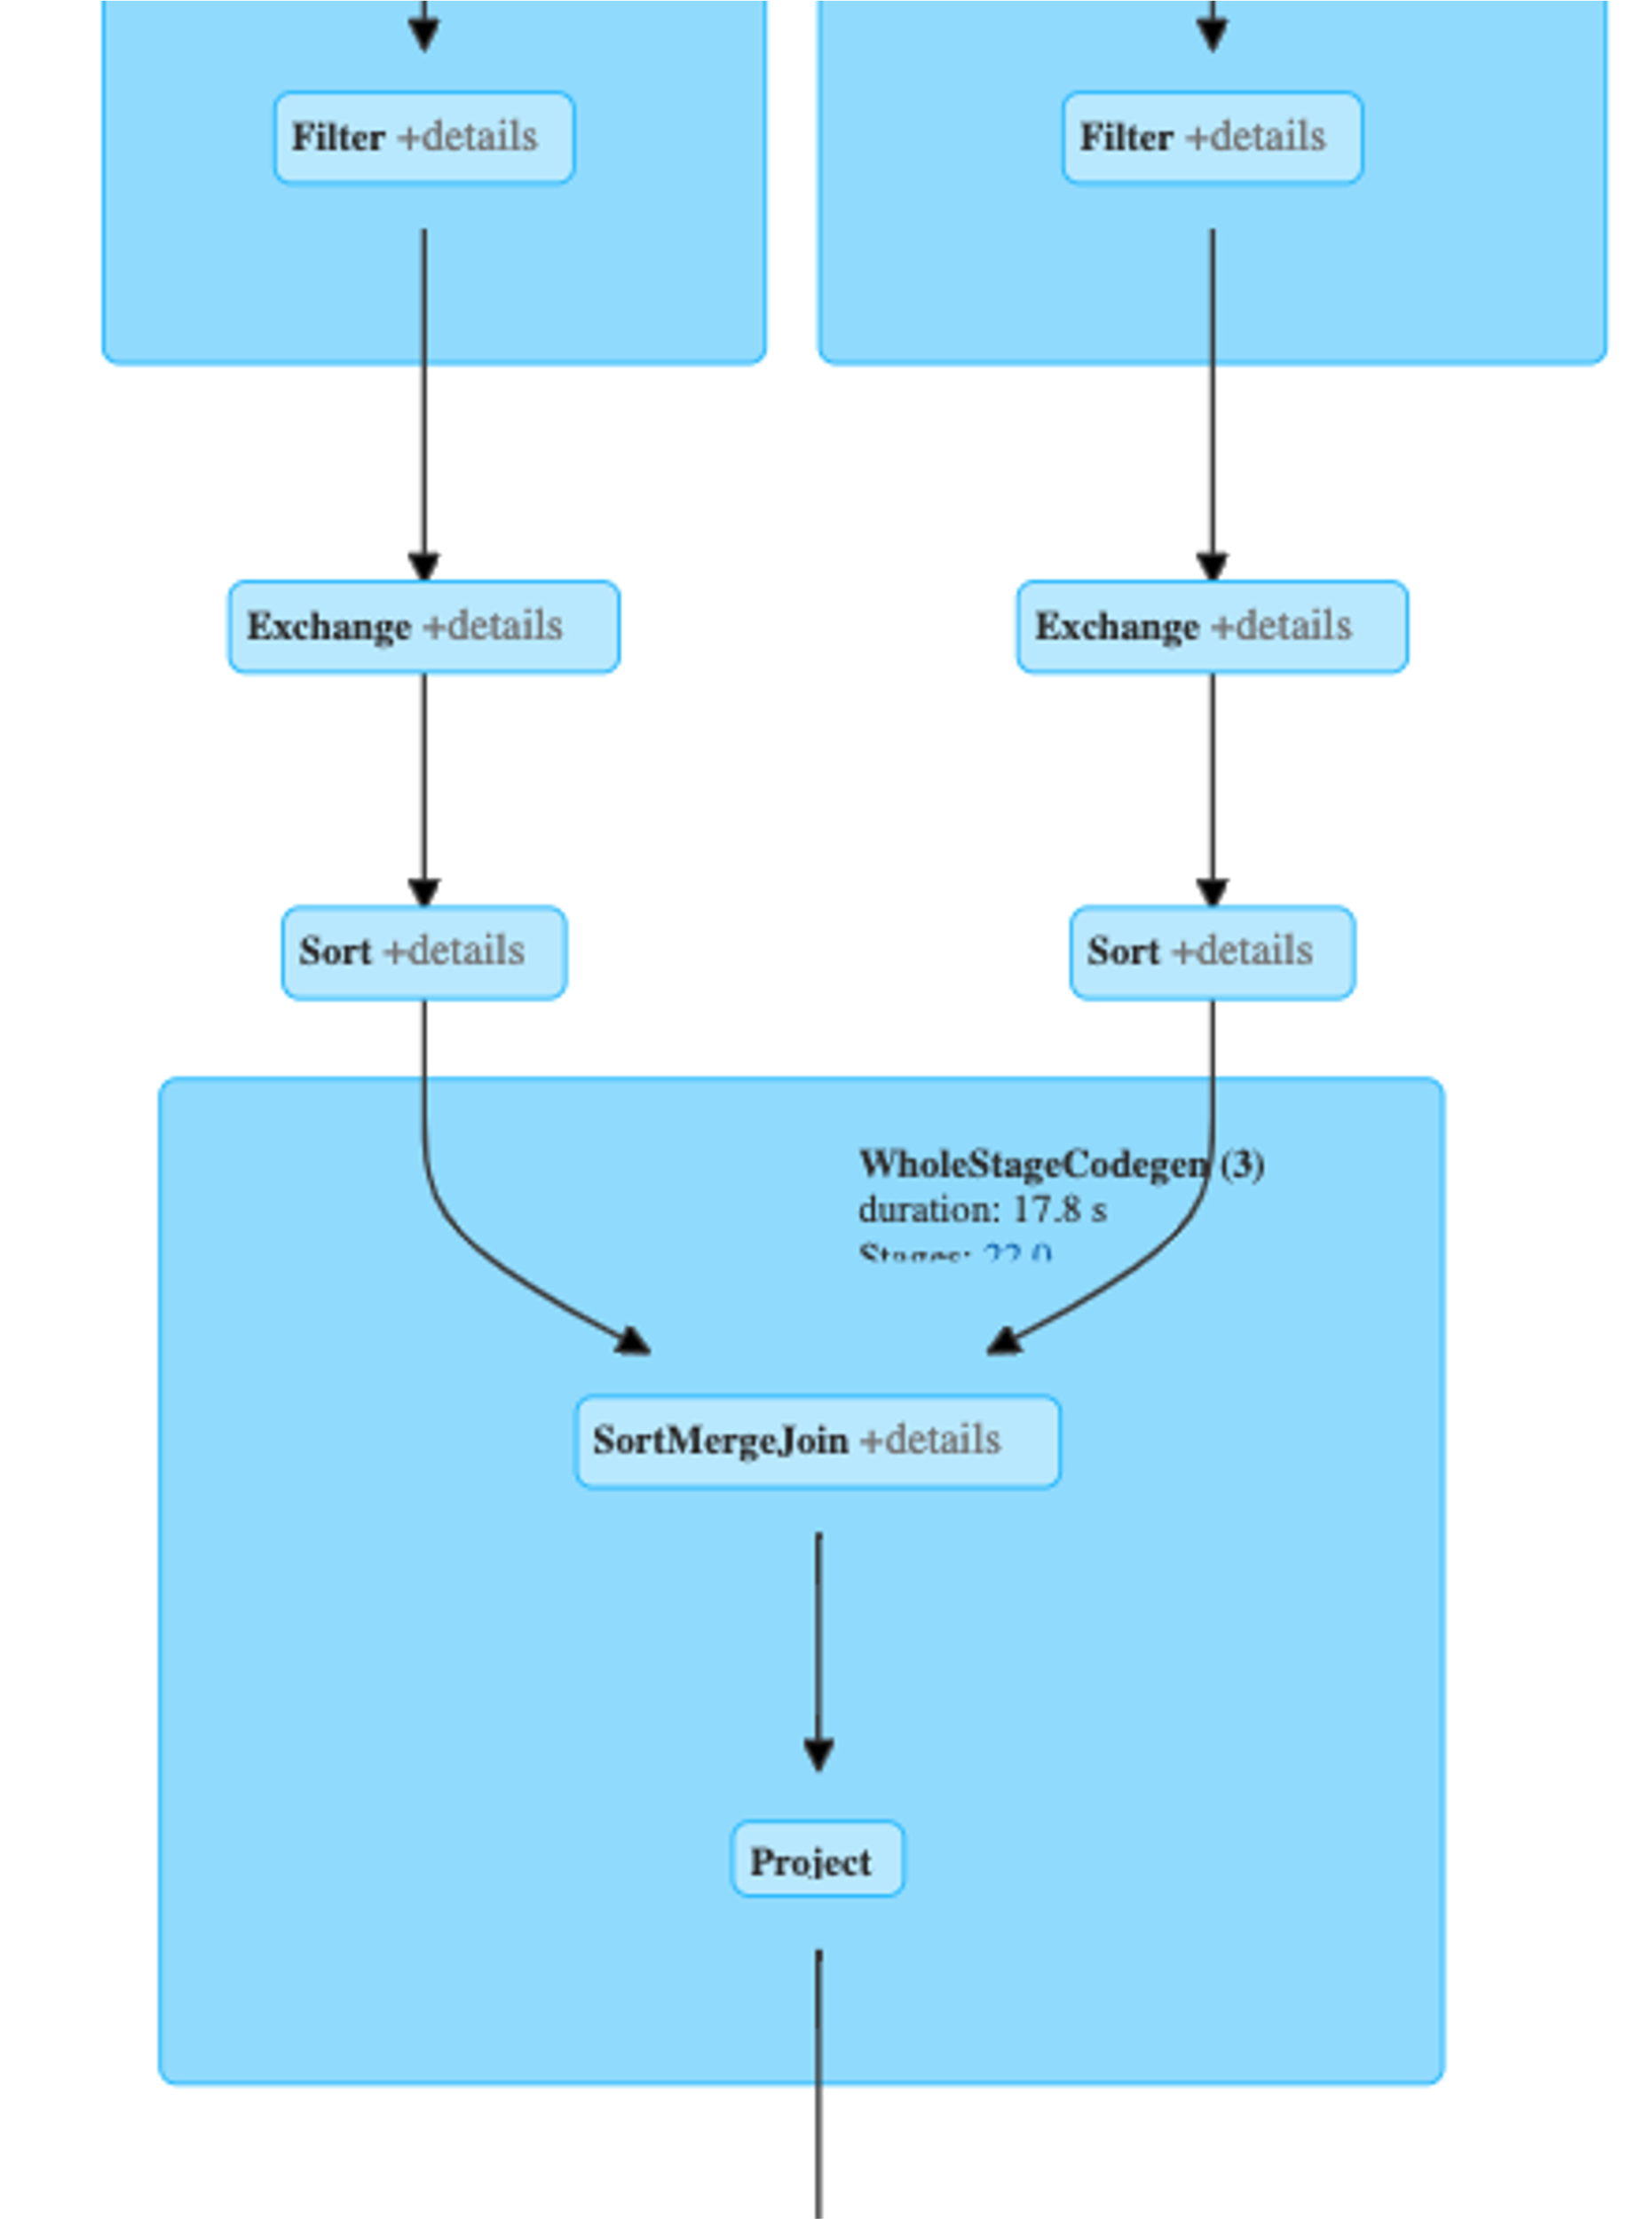 Filter +details
Filter +details
Exchange +details
Exchange +details
Sort +details
Sort +details
WholeStageCodegen (3)
duration: 17.8 s
Stages:
SortMergeJoin +details
Project